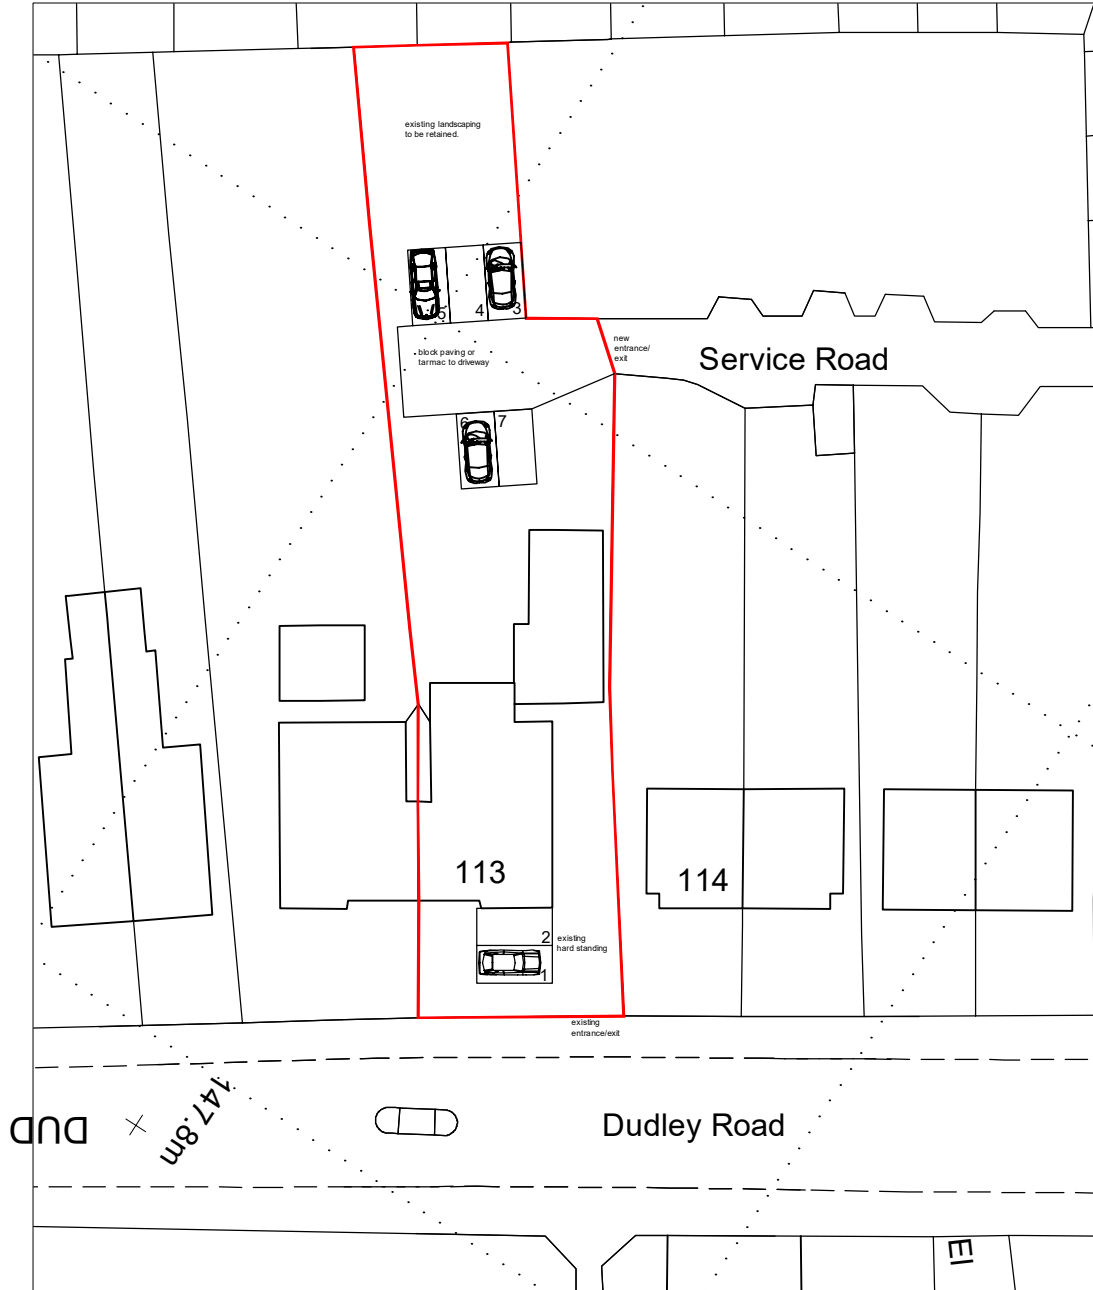 existing landscaping
to be retained.
5
4
3
new
entrance/
exit
Service Road
block paving or
tarmac to driveway
6
7
113
114
2
existing
hard standing
1
existing
entrance/exit
147.8m
DUD
Dudley Road
El